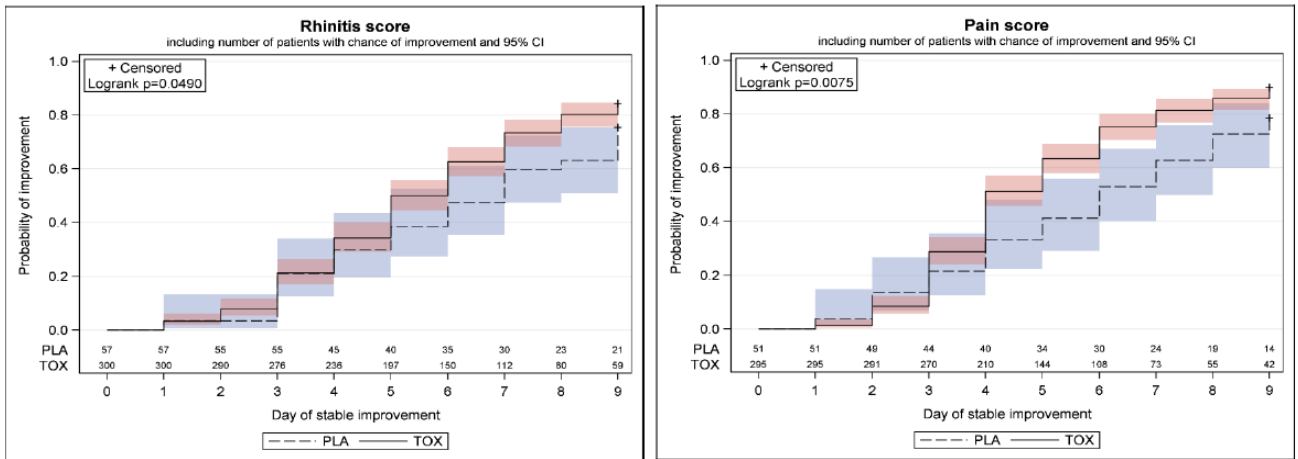 Rhinitis score
including number of patients with chance of improvement and 95% CI
+ Censored
Logrank p=0.0490
Probability of improvement
1.0
0.8
0.6
0.4
0.2
0.0
PLA 57 57 55 55 45 40 35 30 23 21
TOX 300 300 290 276 236 197 150 112 80 59
0 1 2 3 4 5 6 7 8 9
Day of stable improvement
PLA TOX
Pain score
including number of patients with chance of improvement and 95% CI
+ Censored
Logrank p=0.0075
Probability of improvement
1.0
0.8
0.6
0.4
0.2
0.0
PLA 51 51 49 44 40 34 30 24 19 14
TOX 295 295 291 270 210 144 108 73 55 42
0 1 2 3 4 5 6 7 8 9
Day of stable improvement
PLA TOX